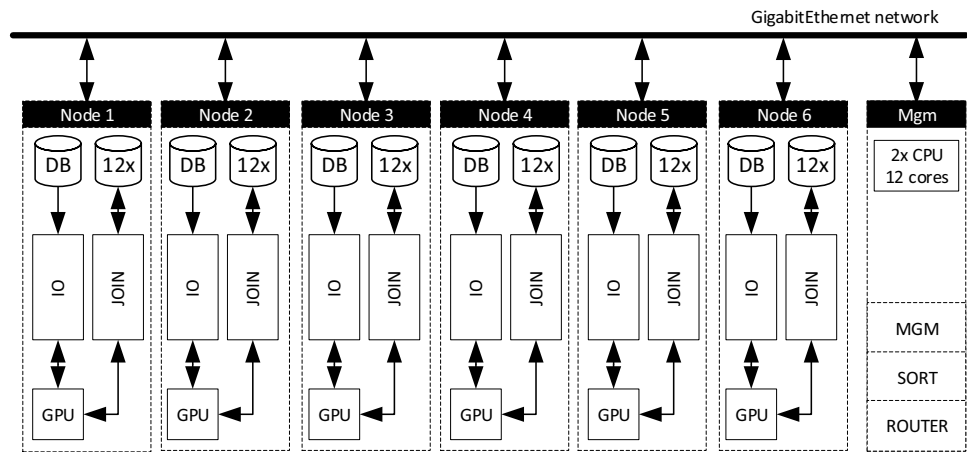 GigabitEthernet network
Node 1 Node 2 Node 3 Node 4 Node 5 Node 6 Mgm
DB 12x DB 12x DB 12x DB 12x DB 12x DB 12x 2x CPU
12 cores
IO JOIN IO JOIN IO JOIN IO JOIN IO JOIN IO JOIN
MGM
SORT
GPU GPU GPU GPU GPU GPU ROUTER